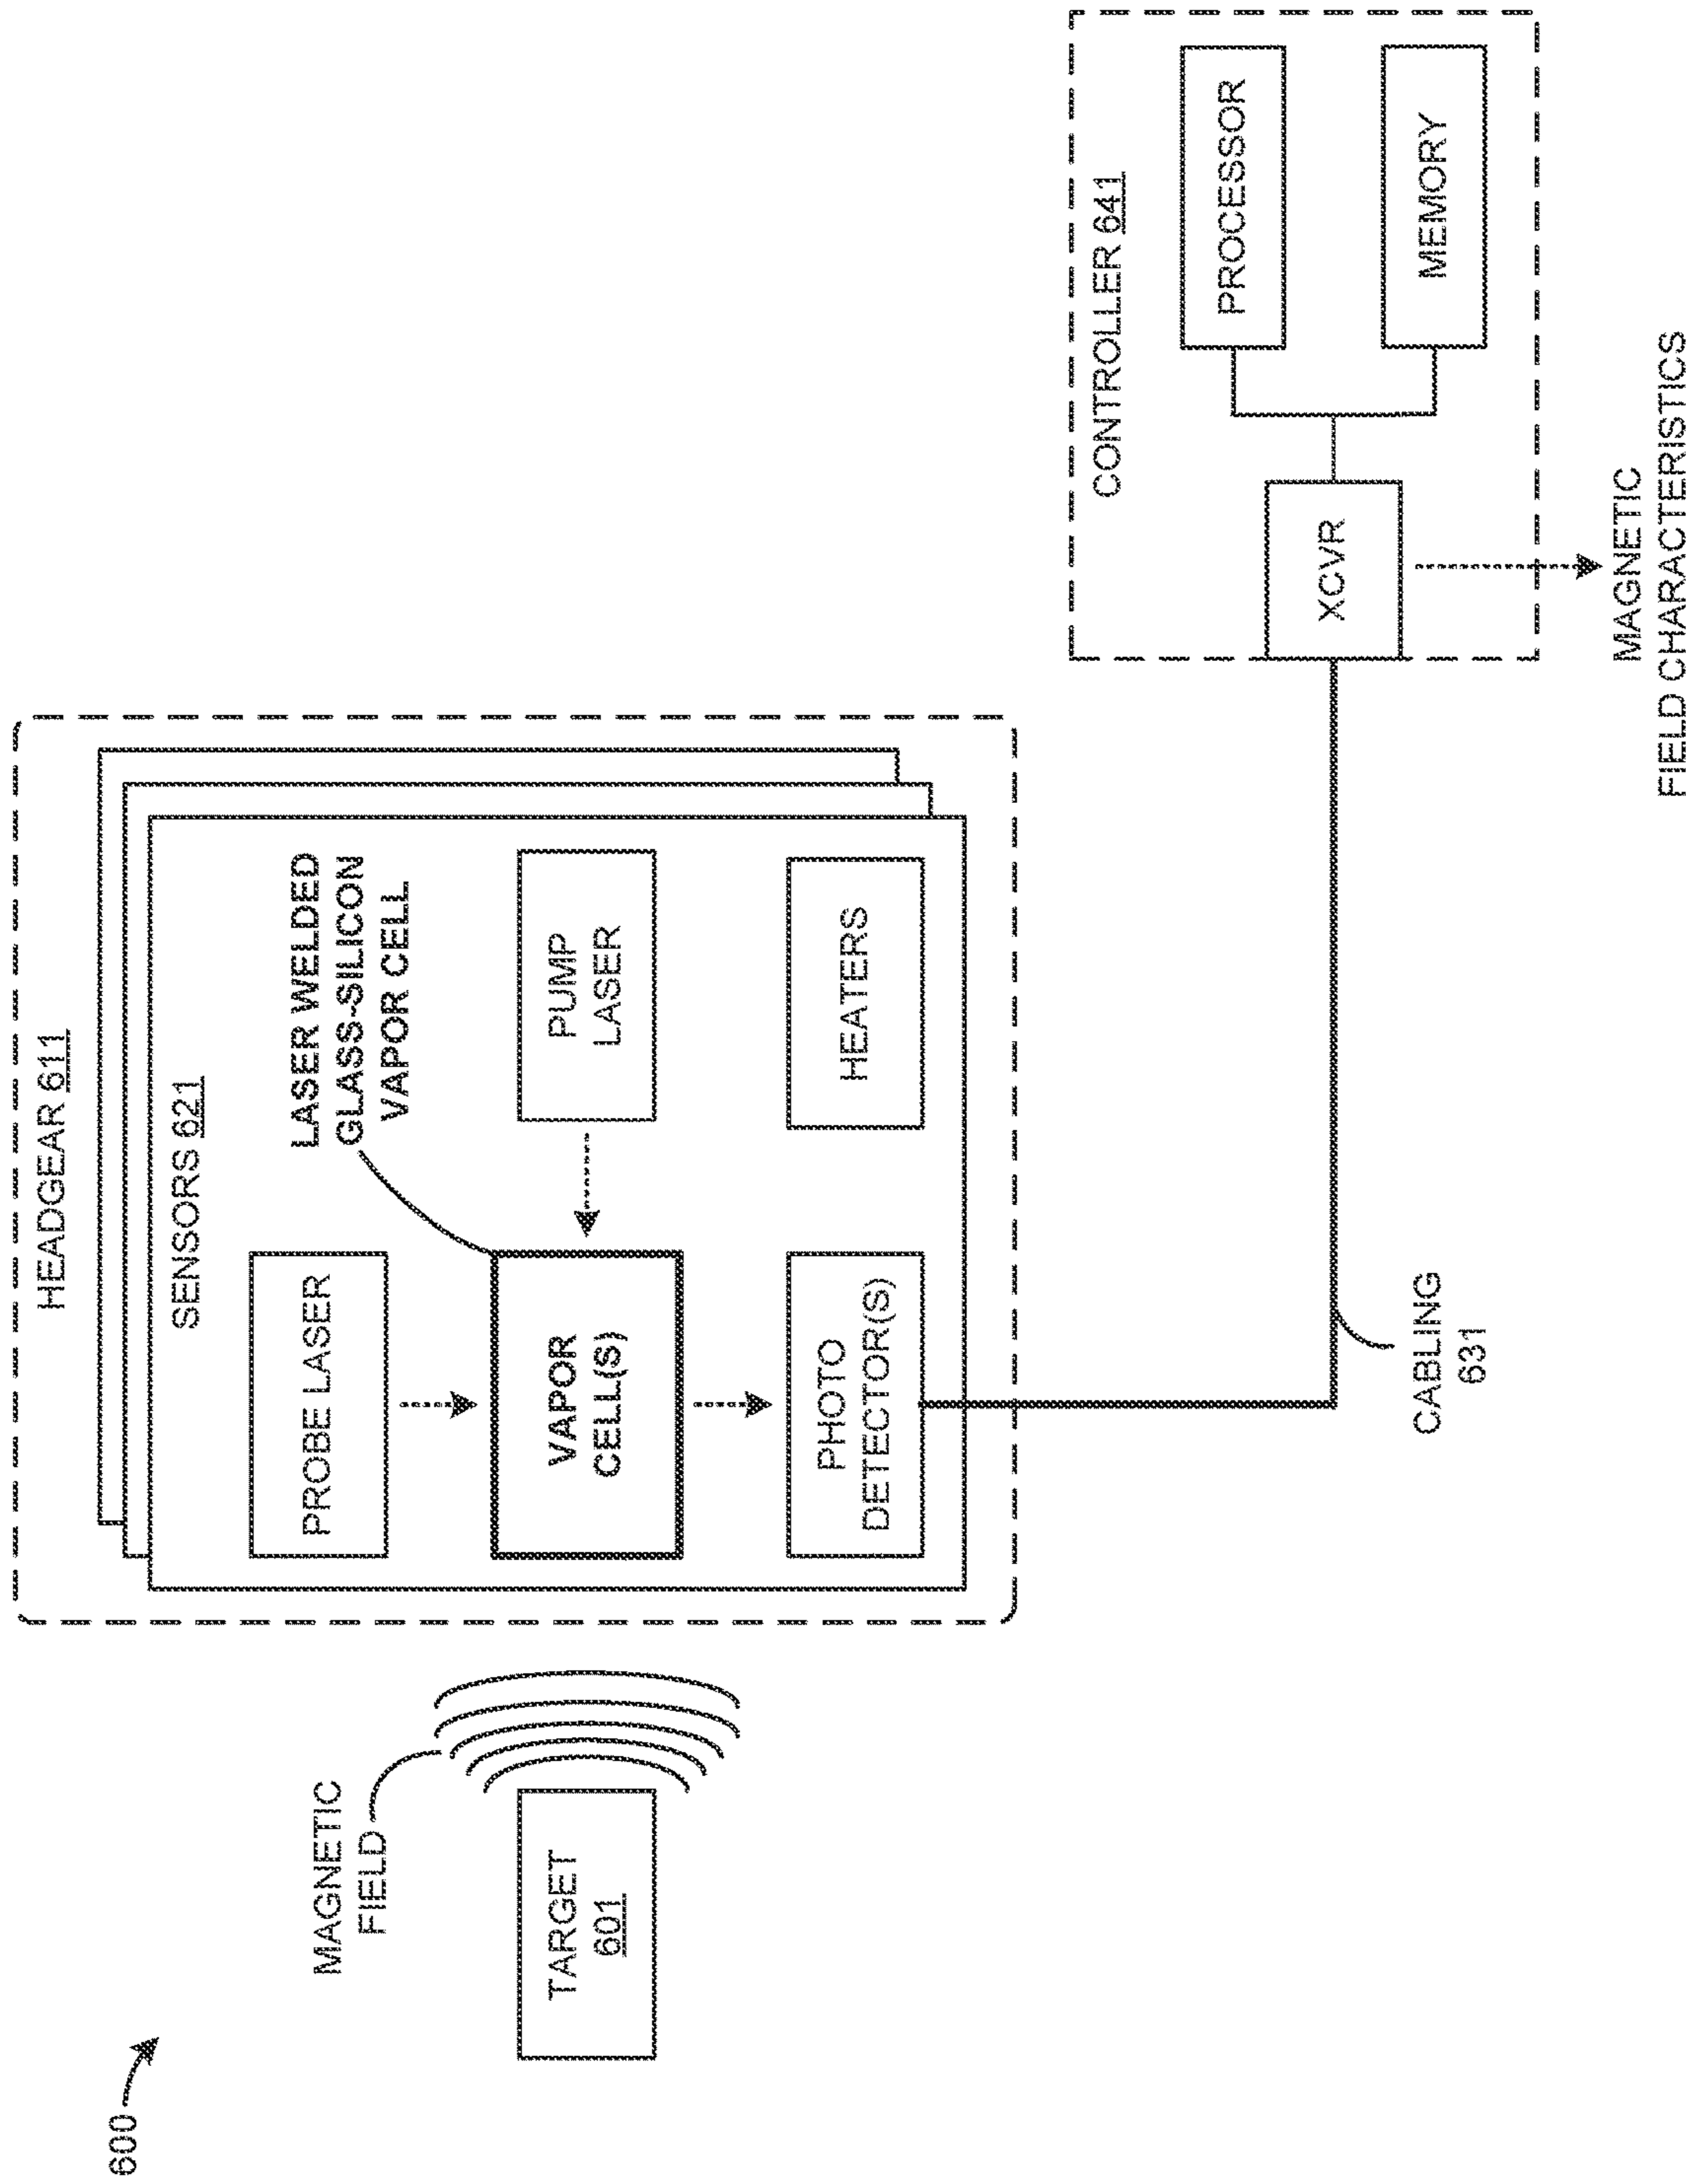 600
HEADGEAR 611
SENSORS 621
PROBE LASER
LASER WELDED
GLASS-SILICON
VAPOR CELL
MAGNETIC
FIELD
TARGET
601
VAPOR
CELL(S)
PUMP
LASER
PHOTO
DETECTOR(S)
HEATERS
CONTROLLER 641
PROCESSOR
XCVR
MEMORY
CABLING
631
MAGNETIC
FIELD CHARACTERISTICS